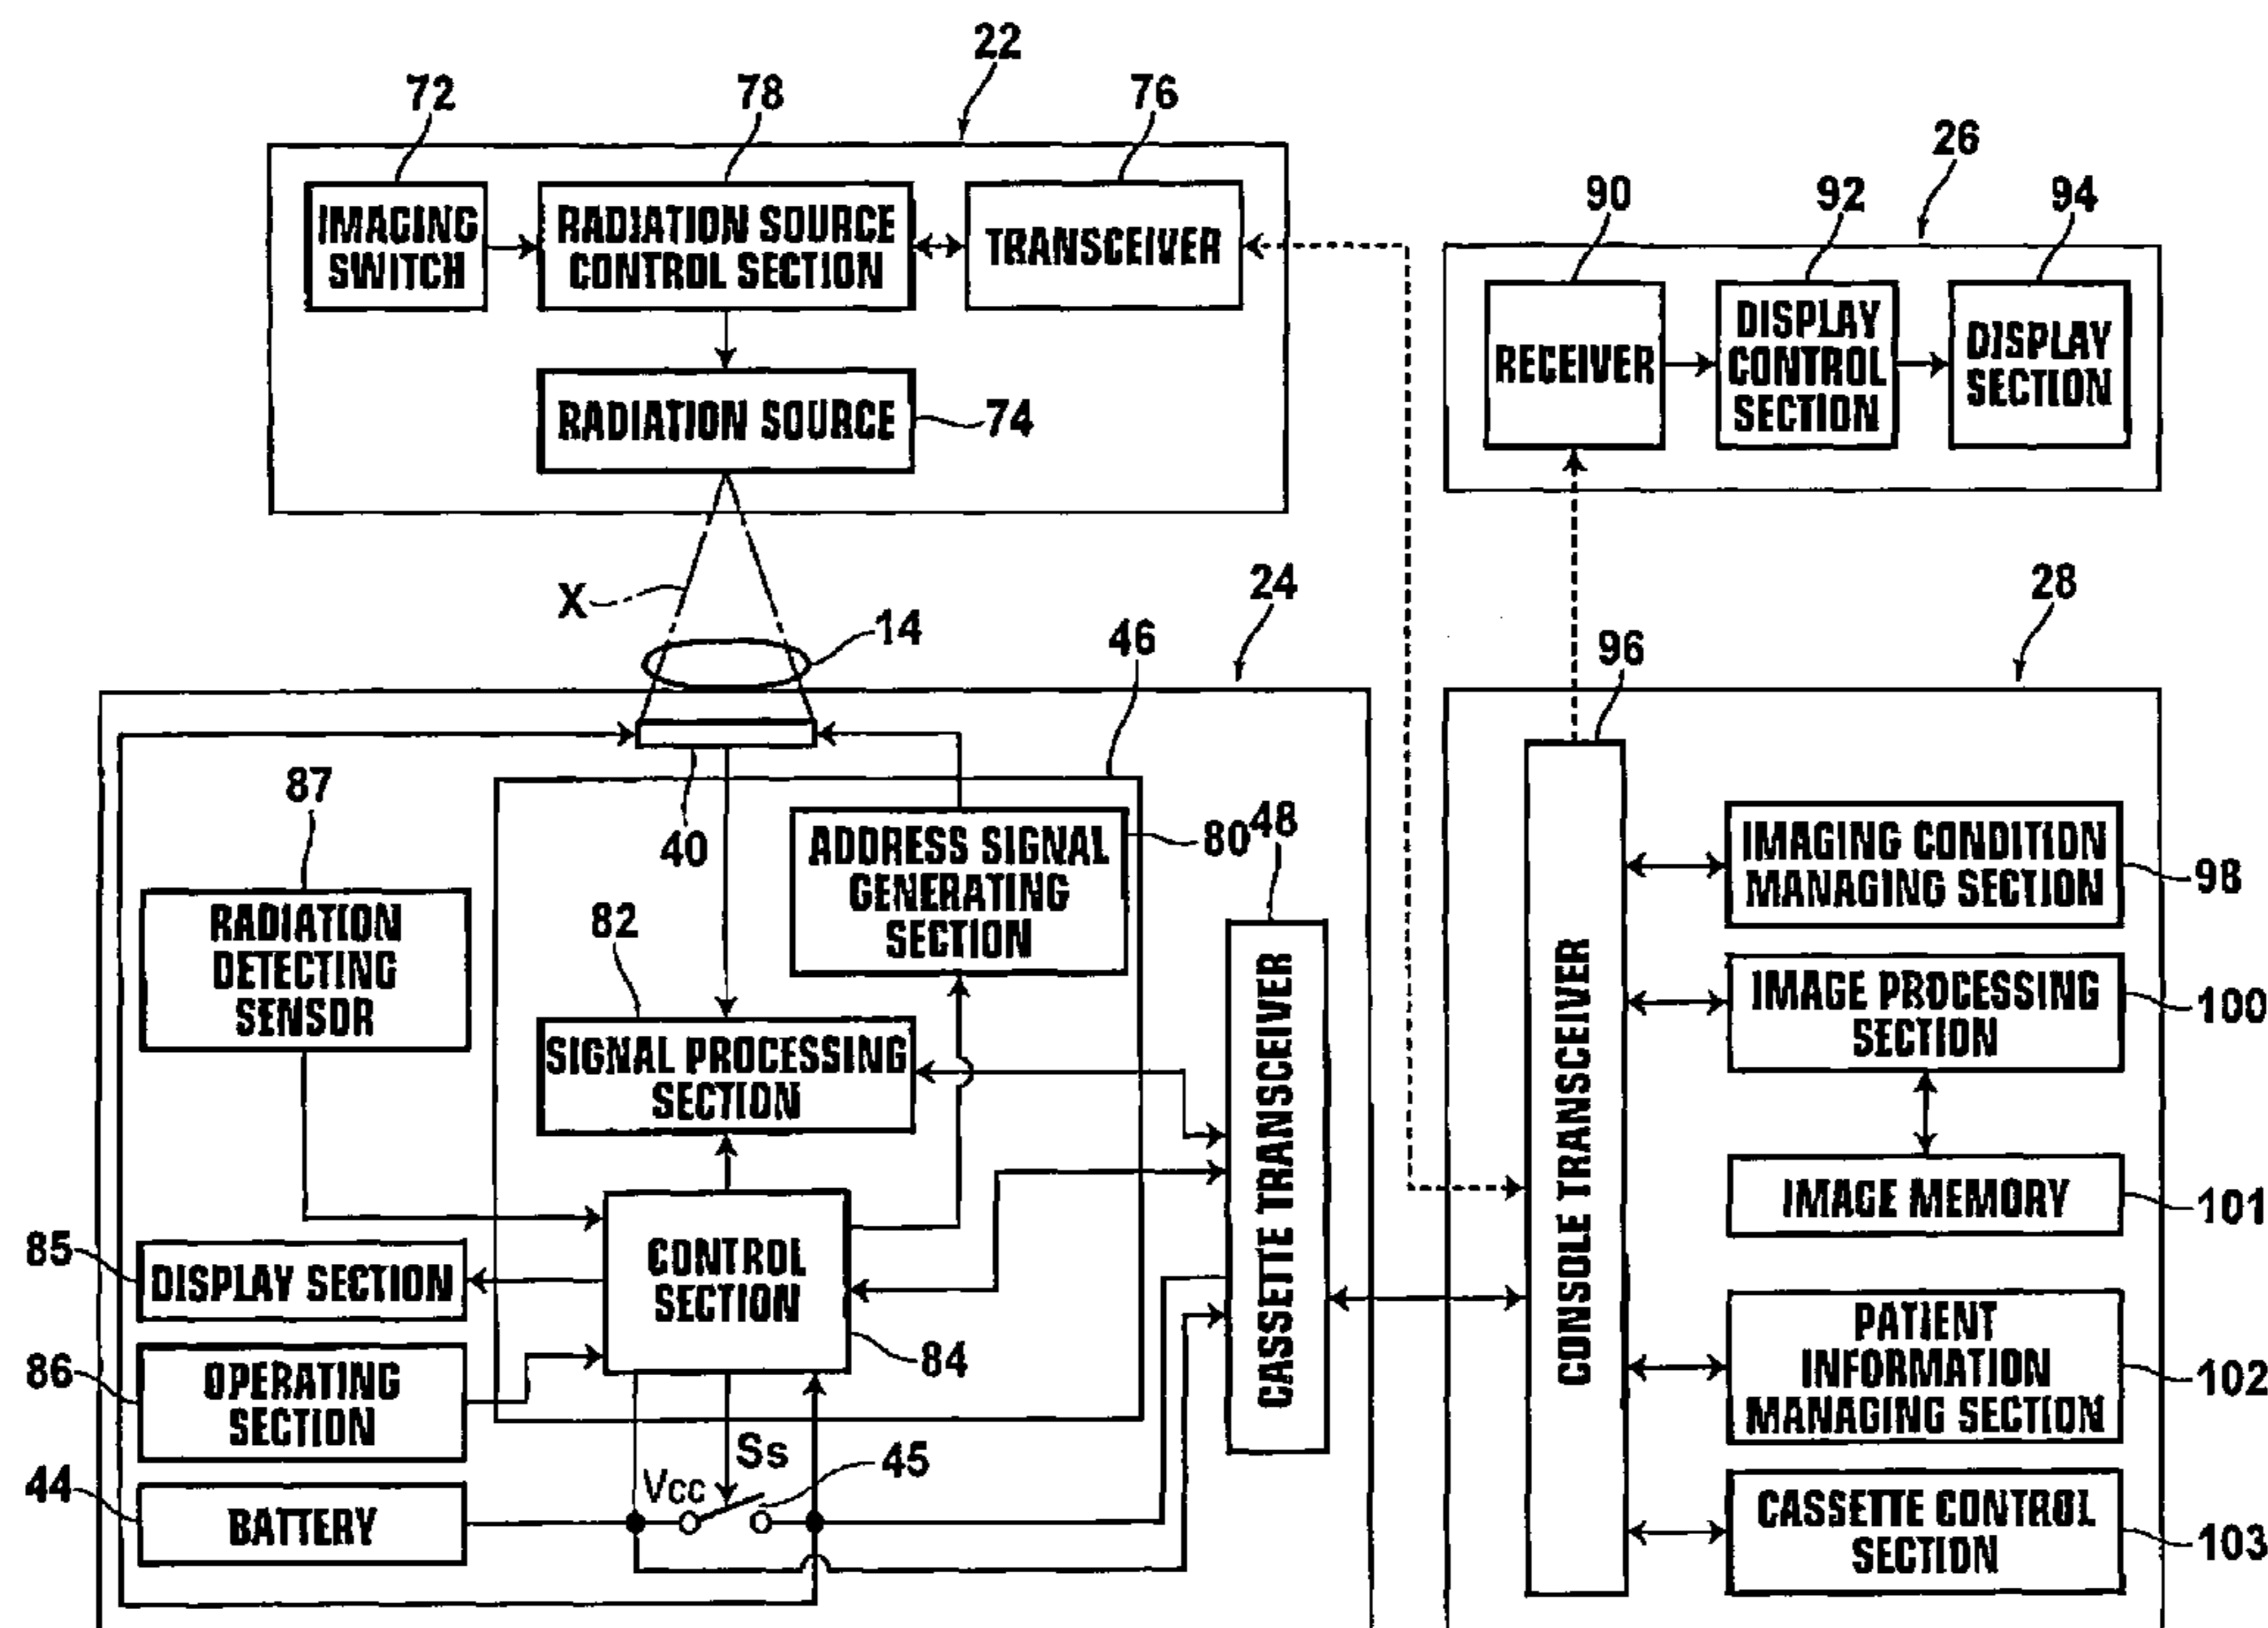 22
72
78
76
IMAGING
SWITCH
RADIATION SOURCE
CONTROL SECTION
TRANSCEIVER
RADIATION SOURCE
74
26
90
92
94
RECEIVER
DISPLAY
CONTROL
SECTION
DISPLAY
SECTION
X
14
24
46
40
87
RADIATION
DETECTING
SENSOR
80
ADDRESS SIGNAL
GENERATING
SECTION
48
82
SIGNAL PROCESSING
SECTION
CASSETTE TRANSCEIVER
85
DISPLAY SECTION
CONTROL
SECTION
84
86
OPERATING
SECTION
44
BATTERY
Vcc
Ss
45
28
96
CONSOLE TRANSCEIVER
IMAGING CONDITION
MANAGING SECTION
98
IMAGE PROCESSING
SECTION
100
IMAGE MEMORY
101
PATIENT
INFORMATION
MANAGING SECTION
102
CASSETTE CONTROL
SECTION
103